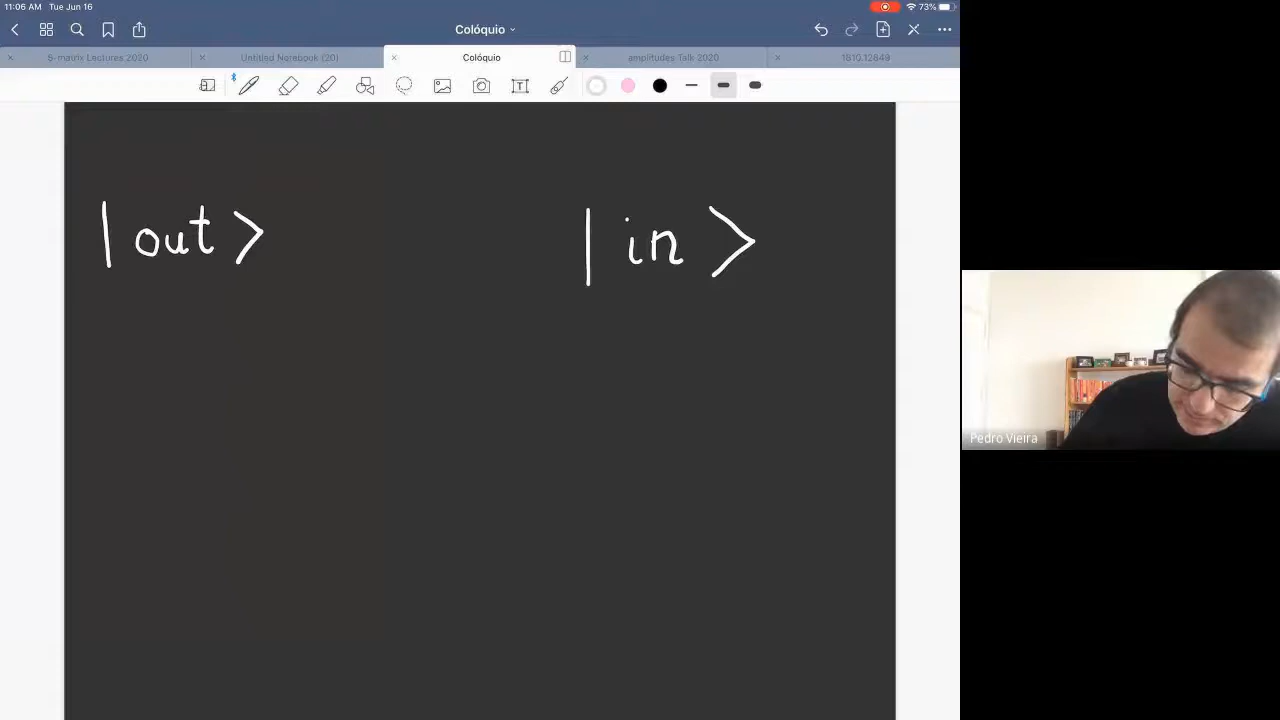 11:06 AM Tue Jun 16
73%
Colóquio
S-matrix Lectures 2020
Untitled Notebook (20)
Colóquio
amplitudes Talk 2020
1810.12849
T
| out > | in >
Pedro Vieira